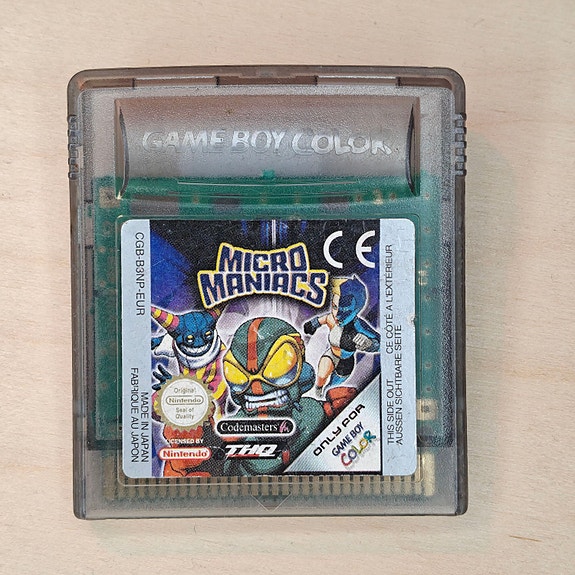 GAME BOY COLOR
CGB-B3NP-EUR
MICRO
MANIACS
CE
Original
Nintendo
Seal of
Quality
LICENSED BY
Nintendo
Codemasters
THQ
ONLY FOR
GAME BOY
COLOR
MADE IN JAPAN
FABRIQUÉ AU JAPON
THIS SIDE OUT CE CÔTÉ A L'EXTÉRIEUR
AUSSEN SICHTBARE SEITE